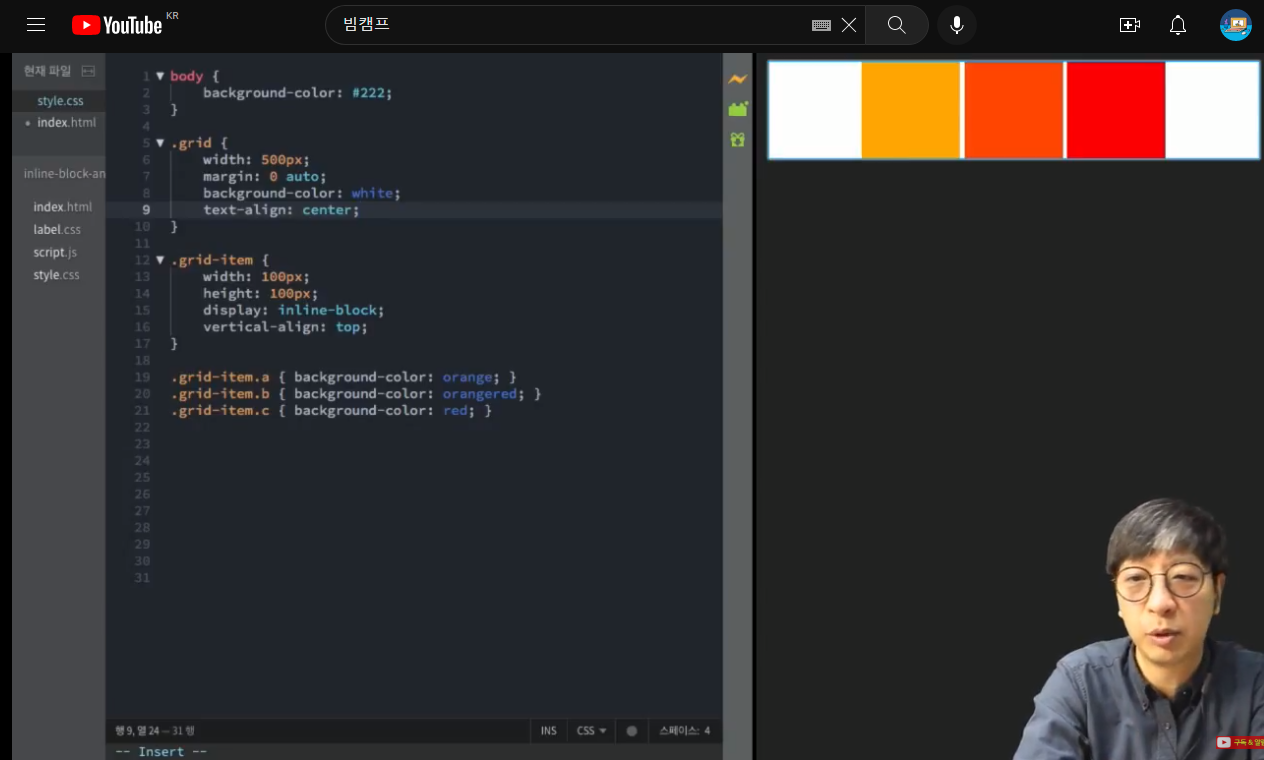 YouTube KR
빔캠프
현재 파일
style.css
index.html
inline-block-an
index.html
label.css
script.js
style.css
1 body {
2 background-color: #222;
3 }
4
5 .grid {
6 width: 500px;
7 margin: 0 auto;
8 background-color: white;
9 text-align: center;
10 }
11
12 .grid-item {
13 width: 100px;
14 height: 100px;
15 display: inline-block;
16 vertical-align: top;
17 }
18
19 .grid-item.a { background-color: orange; }
20 .grid-item.b { background-color: orangered; }
21 .grid-item.c { background-color: red; }
22
23
24
25
26
27
28
29
30
31
행 9, 열 24 — 31 행
INS
CSS
스페이스: 4
-- Insert --
구독 & 알림